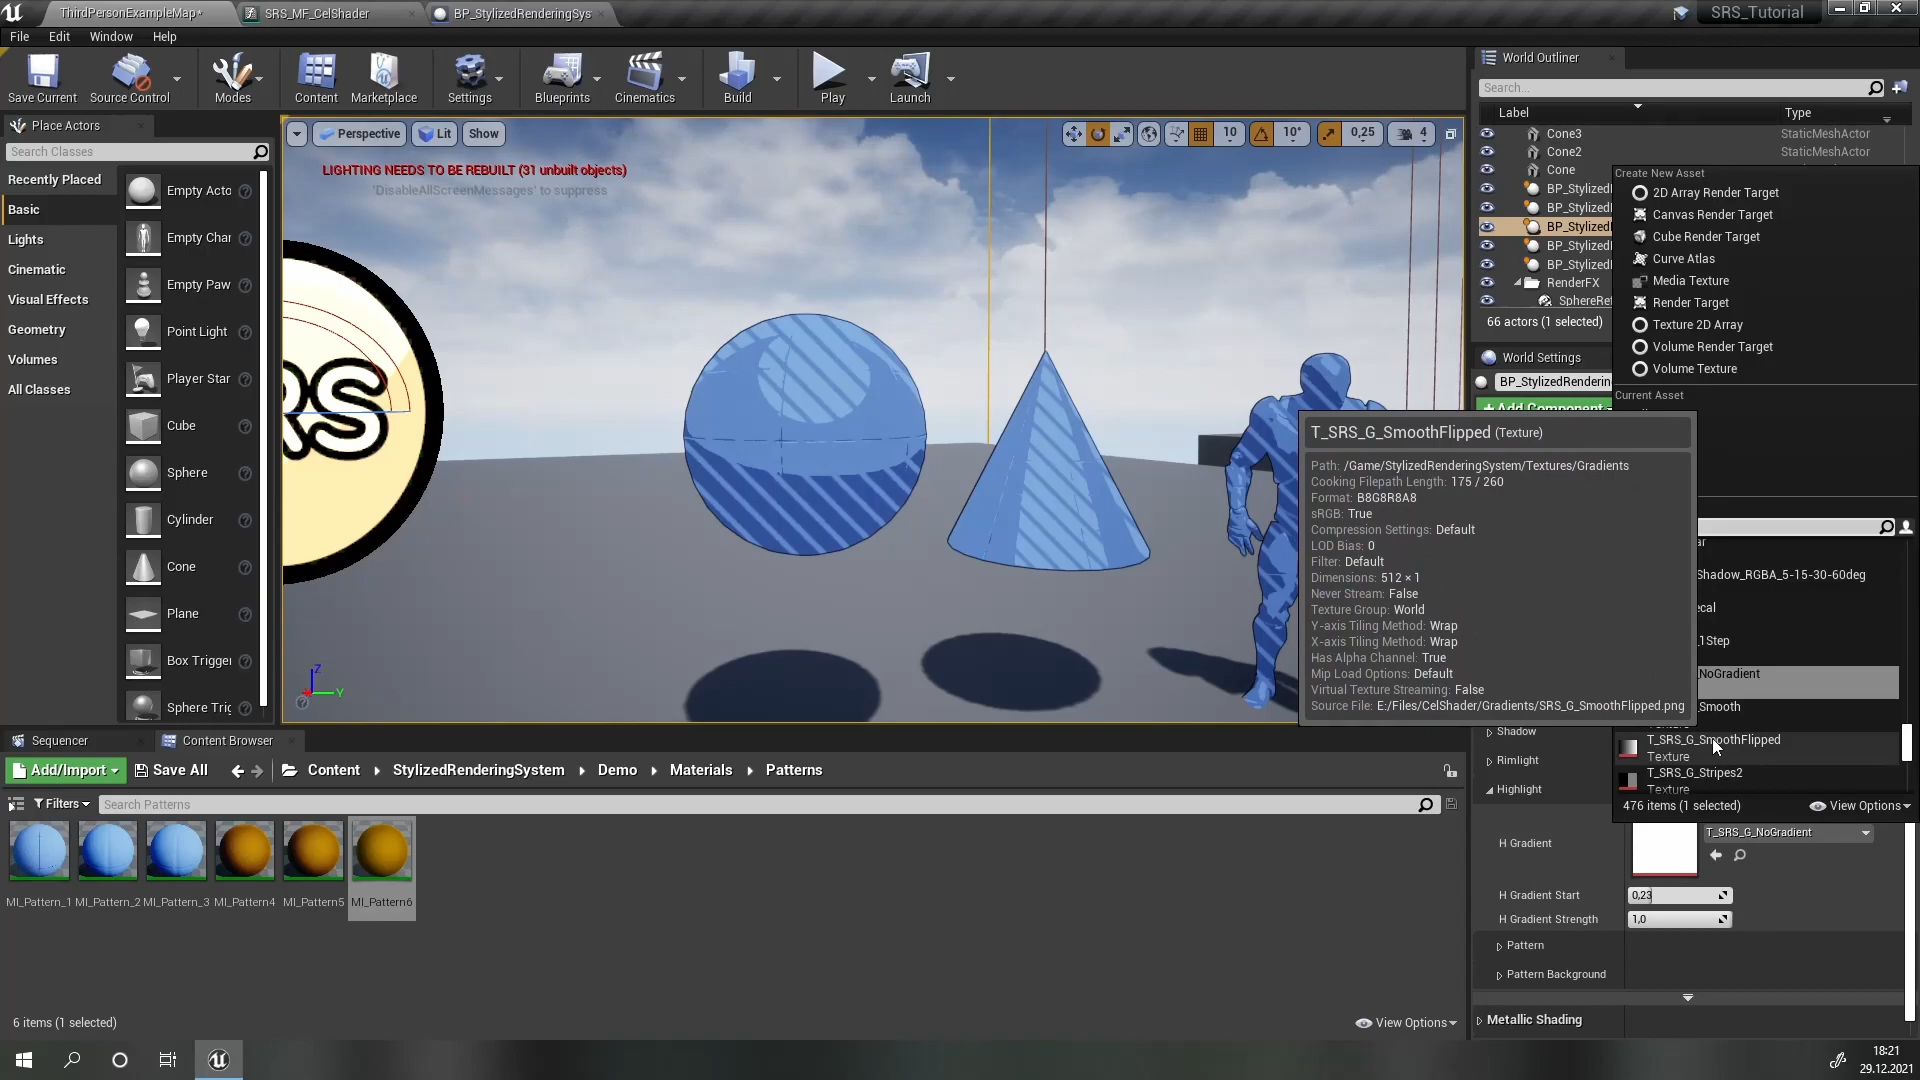 ThirdPersonExampleMap*
SRS_MF_CelShader
BP_StylizedRenderingSys
SRS_Tutorial
File
Edit
Window
Help
Save Current
Source Control
Modes
Content
Marketplace
Settings
Blueprints
Cinematics
Build
Play
Launch
World Outliner
Search...
Label
Type
Cone3
StaticMeshActor
Cone2
StaticMeshActor
Cone
BP_Stylized
BP_Stylized
BP_Stylized
BP_Stylized
BP_Stylized
RenderFX
SphereRef
66 actors (1 selected)
World Settings
BP_StylizedRendering
Add Component
Place Actors
Search Classes
Recently Placed
Basic
Lights
Cinematic
Visual Effects
Geometry
Volumes
All Classes
Empty Acto
Empty Char
Empty Paw
Point Light
Player Star
Cube
Sphere
Cylinder
Cone
Plane
Box Trigger
Sphere Trig
Perspective
Lit
Show
10
10°
0,25
4
LIGHTING NEEDS TO BE REBUILT (31 unbuilt objects)
'DisableAllScreenMessages' to suppress
RS
Z
Y
Create New Asset
2D Array Render Target
Canvas Render Target
Cube Render Target
Curve Atlas
Media Texture
Render Target
Texture 2D Array
Volume Render Target
Volume Texture
Current Asset
T_SRS_G_SmoothFlipped (Texture)
Path: /Game/StylizedRenderingSystem/Textures/Gradients
Cooking Filepath Length: 175 / 260
Format: B8G8R8A8
sRGB: True
Compression Settings: Default
LOD Bias: 0
Filter: Default
Dimensions: 512 × 1
Never Stream: False
Texture Group: World
Y-axis Tiling Method: Wrap
X-axis Tiling Method: Wrap
Has Alpha Channel: True
Mip Load Options: Default
Virtual Texture Streaming: False
Source File: E:/Files/CelShader/Gradients/SRS_G_SmoothFlipped.png
Shadow_RGBA_5-15-30-60deg
ecal
_1Step
_NoGradient
_Smooth
T_SRS_G_SmoothFlipped
Texture
T_SRS_G_Stripes2
Texture
476 items (1 selected)
View Options
Shadow
Rimlight
Highlight
H Gradient
T_SRS_G_NoGradient
H Gradient Start
0,23
H Gradient Strength
1,0
Pattern
Pattern Background
Metallic Shading
Sequencer
Content Browser
Add/Import
Save All
Content
StylizedRenderingSystem
Demo
Materials
Patterns
Filters
Search Patterns
MI_Pattern_1
MI_Pattern_2
MI_Pattern_3
MI_Pattern4
MI_Pattern5
MI_Pattern6
6 items (1 selected)
View Options
18:21
29.12.2021